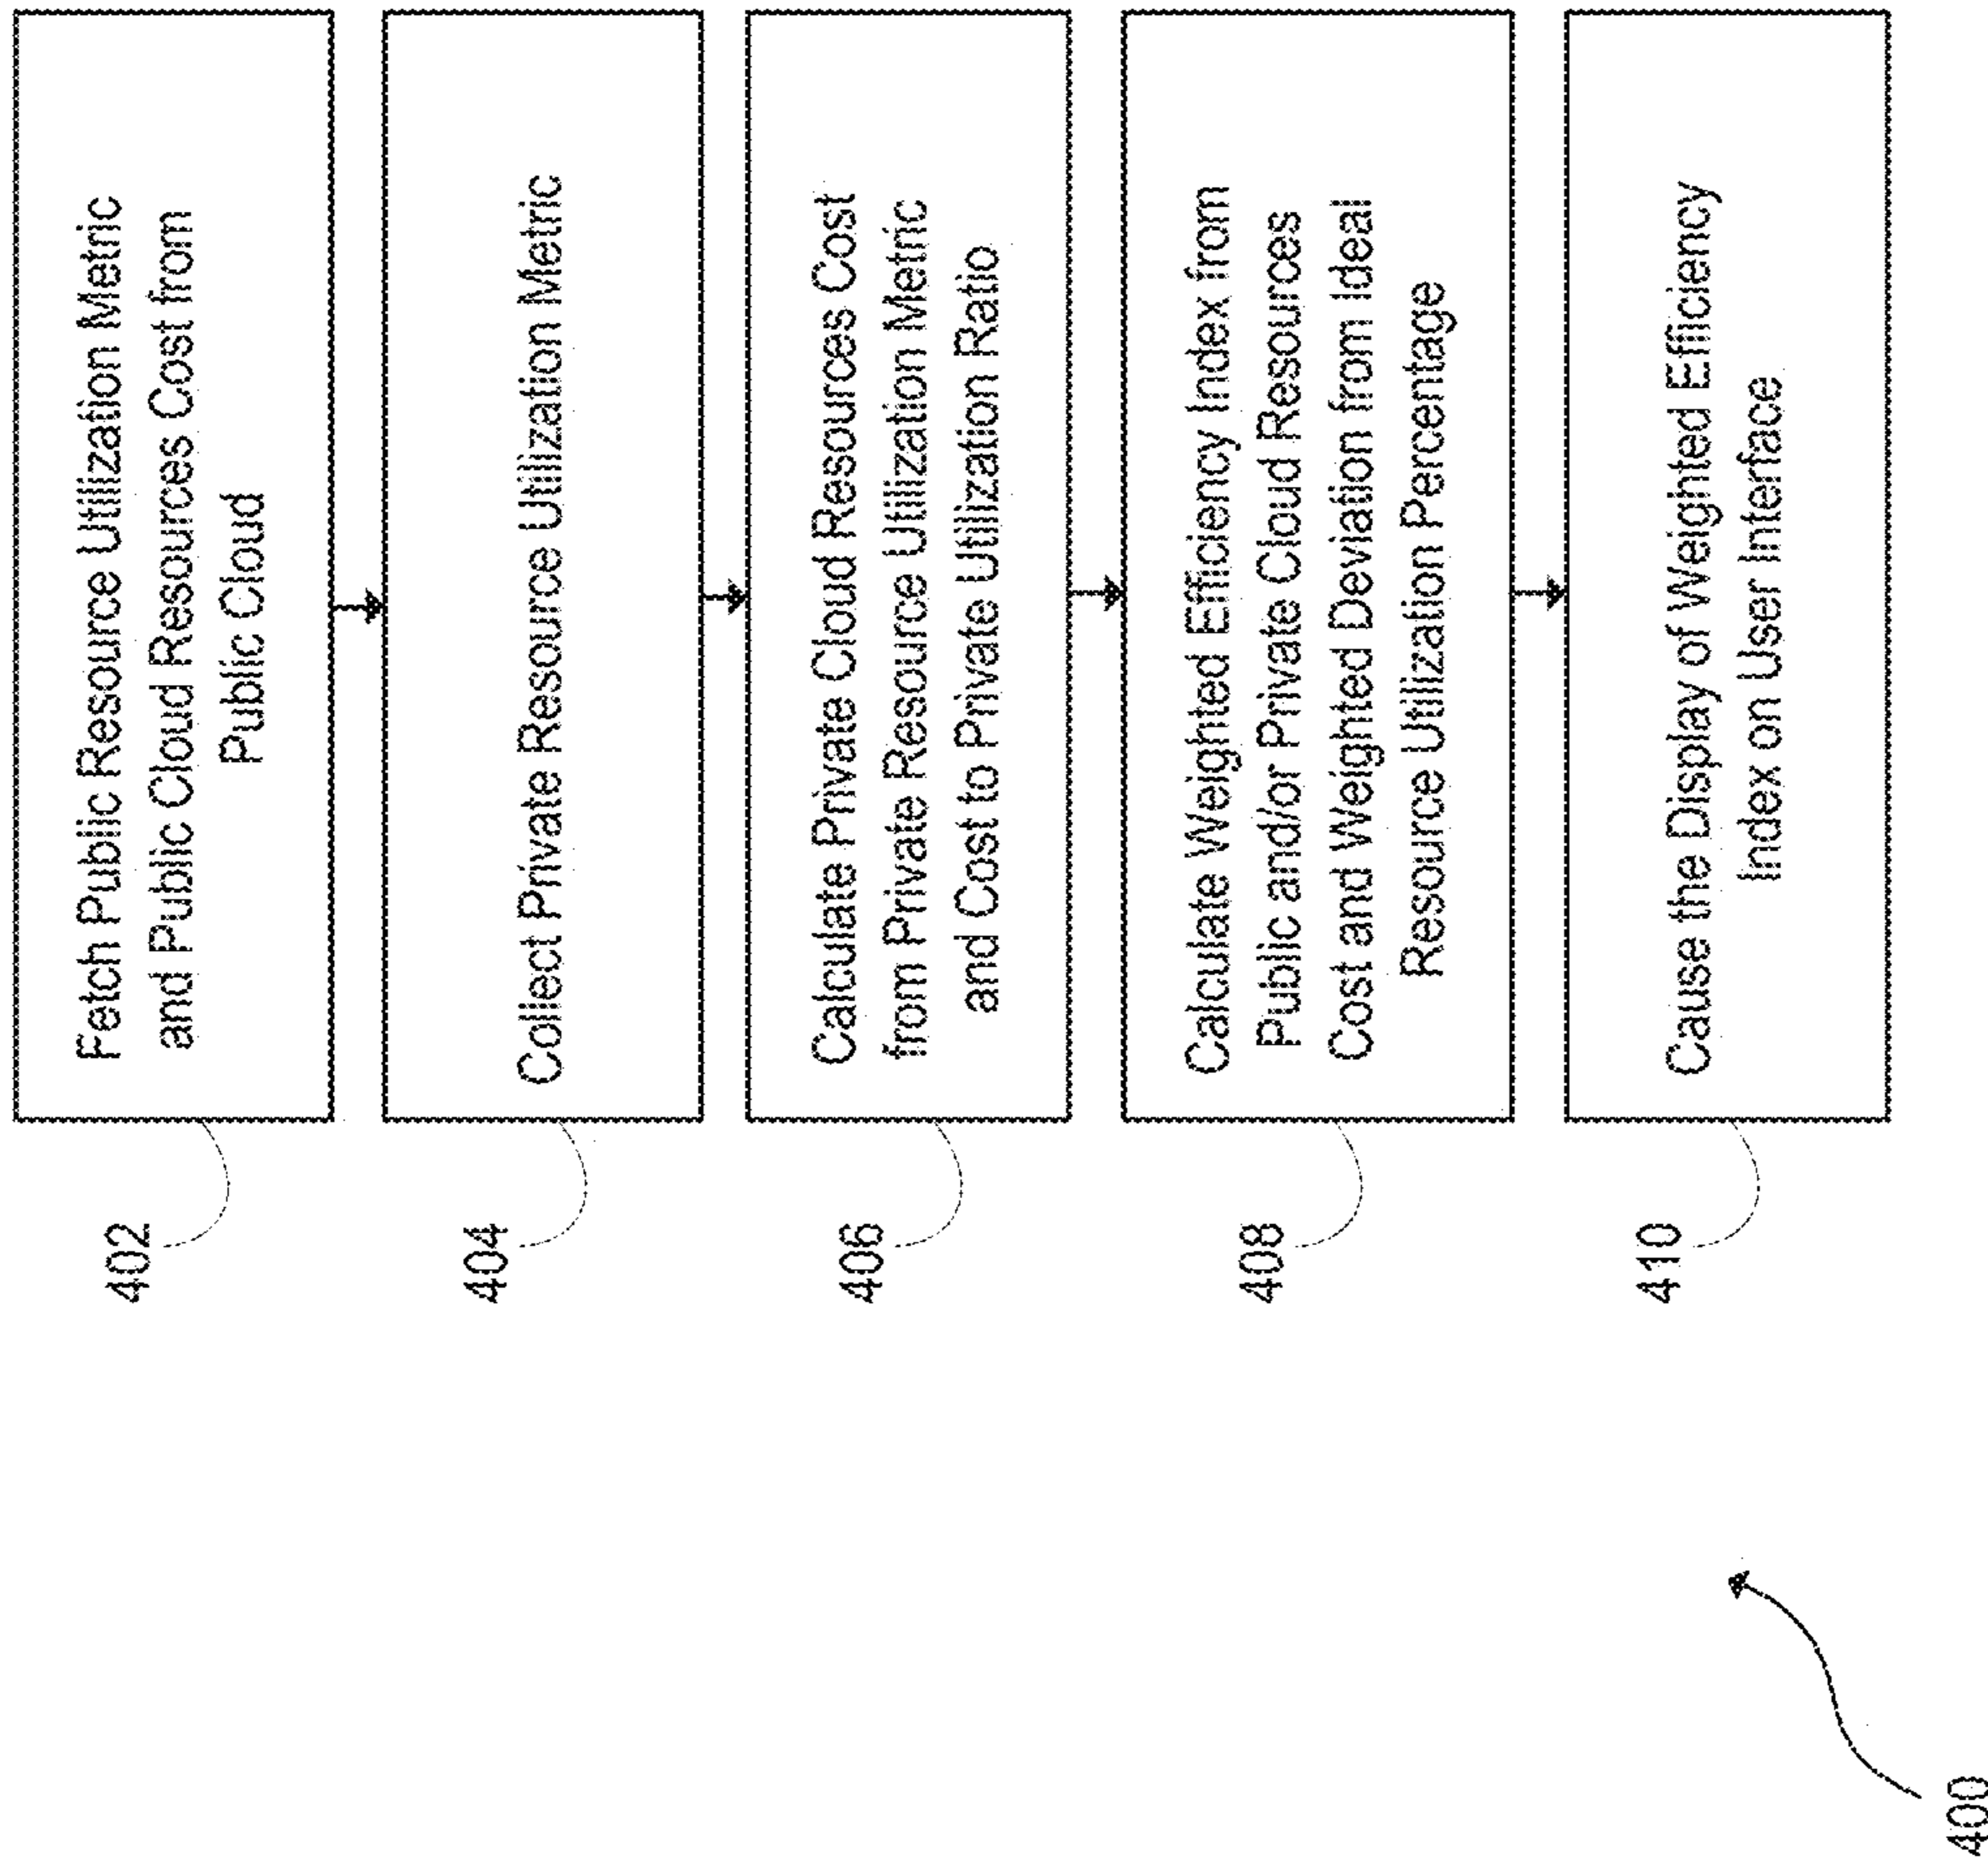 402
Fetch Public Resource Utilization Metric
and Public Cloud Resources Cost from
Public Cloud
404
Collect Private Resource Utilization Metric
406
Calculate Private Cloud Resources Cost
from Private Resource Utilization Metric
and Cost to Private Utilization Ratio
408
Calculate Weighted Efficiency Index from
Public and/or Private Cloud Resources
Cost and Weighted Deviation from Ideal
Resource Utilization Percentage
410
Cause the Display of Weighted Efficiency
Index on User Interface
400